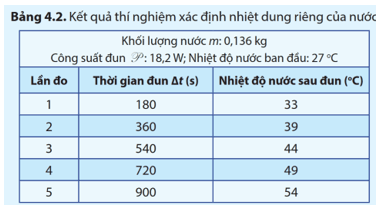 Bảng 4.2. Kết quả thí nghiệm xác định nhiệt dung riêng của nước
Khối lượng nước m: 0,136 kg
Công suất đun 𝒫: 18,2 W; Nhiệt độ nước ban đầu: 27 °C
Lần đo Thời gian đun Δt (s) Nhiệt độ nước sau đun (°C)
1 180 33
2 360 39
3 540 44
4 720 49
5 900 54